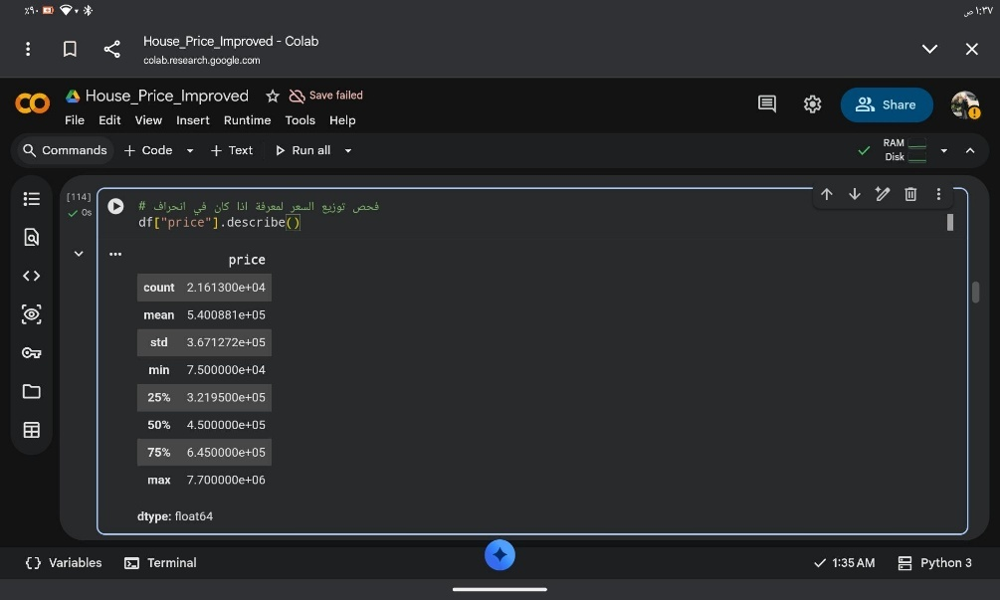 ٪٩٠
١:٣٧ ص
House_Price_Improved - Colab
colab.research.google.com
House_Price_Improved
Save failed
File Edit View Insert Runtime Tools Help
Share
Commands + Code + Text Run all
RAM
Disk
[114]
0s
# فحص توزيع السعر لمعرفة اذا كان في انحراف
df["price"].describe()
price
count 2.161300e+04
mean 5.400881e+05
std 3.671272e+05
min 7.500000e+04
25% 3.219500e+05
50% 4.500000e+05
75% 6.450000e+05
max 7.700000e+06
dtype: float64
Variables Terminal 1:35 AM Python 3